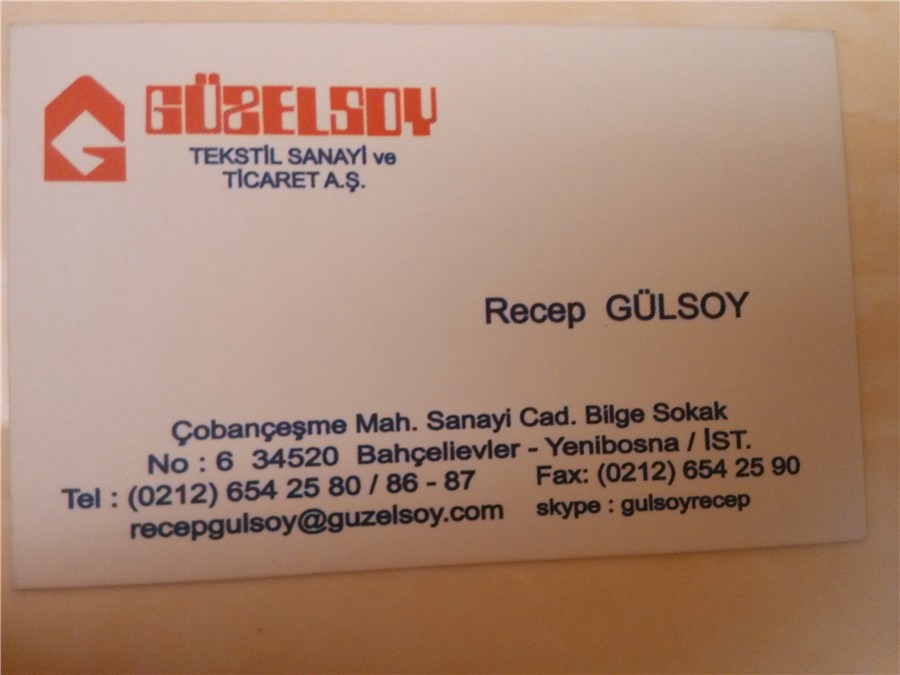 GÜZELSOY
TEKSTİL SANAYİ ve
TİCARET A.Ş.
Recep GÜLSOY
Çobançeşme Mah. Sanayi Cad. Bilge Sokak
No : 6 34520 Bahçelievler - Yenibosna / İST.
Tel : (0212) 654 25 80 / 86 - 87 Fax: (0212) 654 25 90
recepgulsoy@guzelsoy.com skype : gulsoyrecep